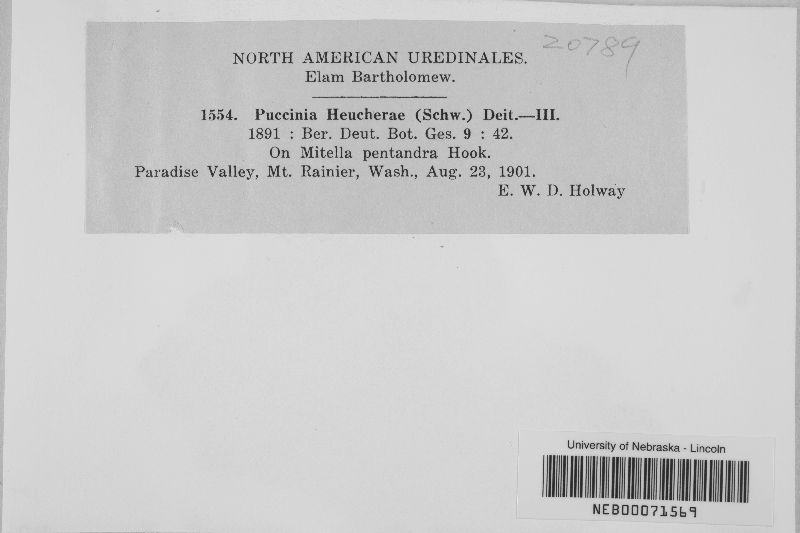 20789
NORTH AMERICAN UREDINALES.
Elam Bartholomew.
1554. Puccinia Heucherae (Schw.) Deit.—III.
1891 : Ber. Deut. Bot. Ges. 9 : 42.
On Mitella pentandra Hook.
Paradise Valley, Mt. Rainier, Wash., Aug. 23, 1901.
E. W. D. Holway
University of Nebraska - Lincoln
NEB00071569